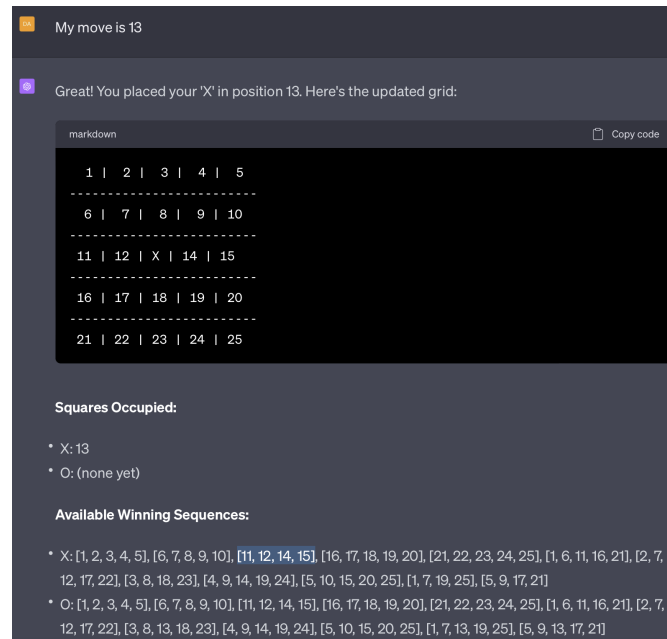 OA My move is 13
Great! You placed your 'X' in position 13. Here's the updated grid:
markdown Copy code
1 | 2 | 3 | 4 | 5
-------------------------
6 | 7 | 8 | 9 | 10
-------------------------
11 | 12 | X | 14 | 15
-------------------------
16 | 17 | 18 | 19 | 20
-------------------------
21 | 22 | 23 | 24 | 25
Squares Occupied:
• X: 13
• O: (none yet)
Available Winning Sequences:
• X: [1, 2, 3, 4, 5], [6, 7, 8, 9, 10], [11, 12, 14, 15], [16, 17, 18, 19, 20], [21, 22, 23, 24, 25], [1, 6, 11, 16, 21], [2, 7,
12, 17, 22], [3, 8, 18, 23], [4, 9, 14, 19, 24], [5, 10, 15, 20, 25], [1, 7, 19, 25], [5, 9, 17, 21]
• O: [1, 2, 3, 4, 5], [6, 7, 8, 9, 10], [11, 12, 14, 15], [16, 17, 18, 19, 20], [21, 22, 23, 24, 25], [1, 6, 11, 16, 21], [2, 7,
12, 17, 22], [3, 8, 13, 18, 23], [4, 9, 14, 19, 24], [5, 10, 15, 20, 25], [1, 7, 13, 19, 25], [5, 9, 13, 17, 21]